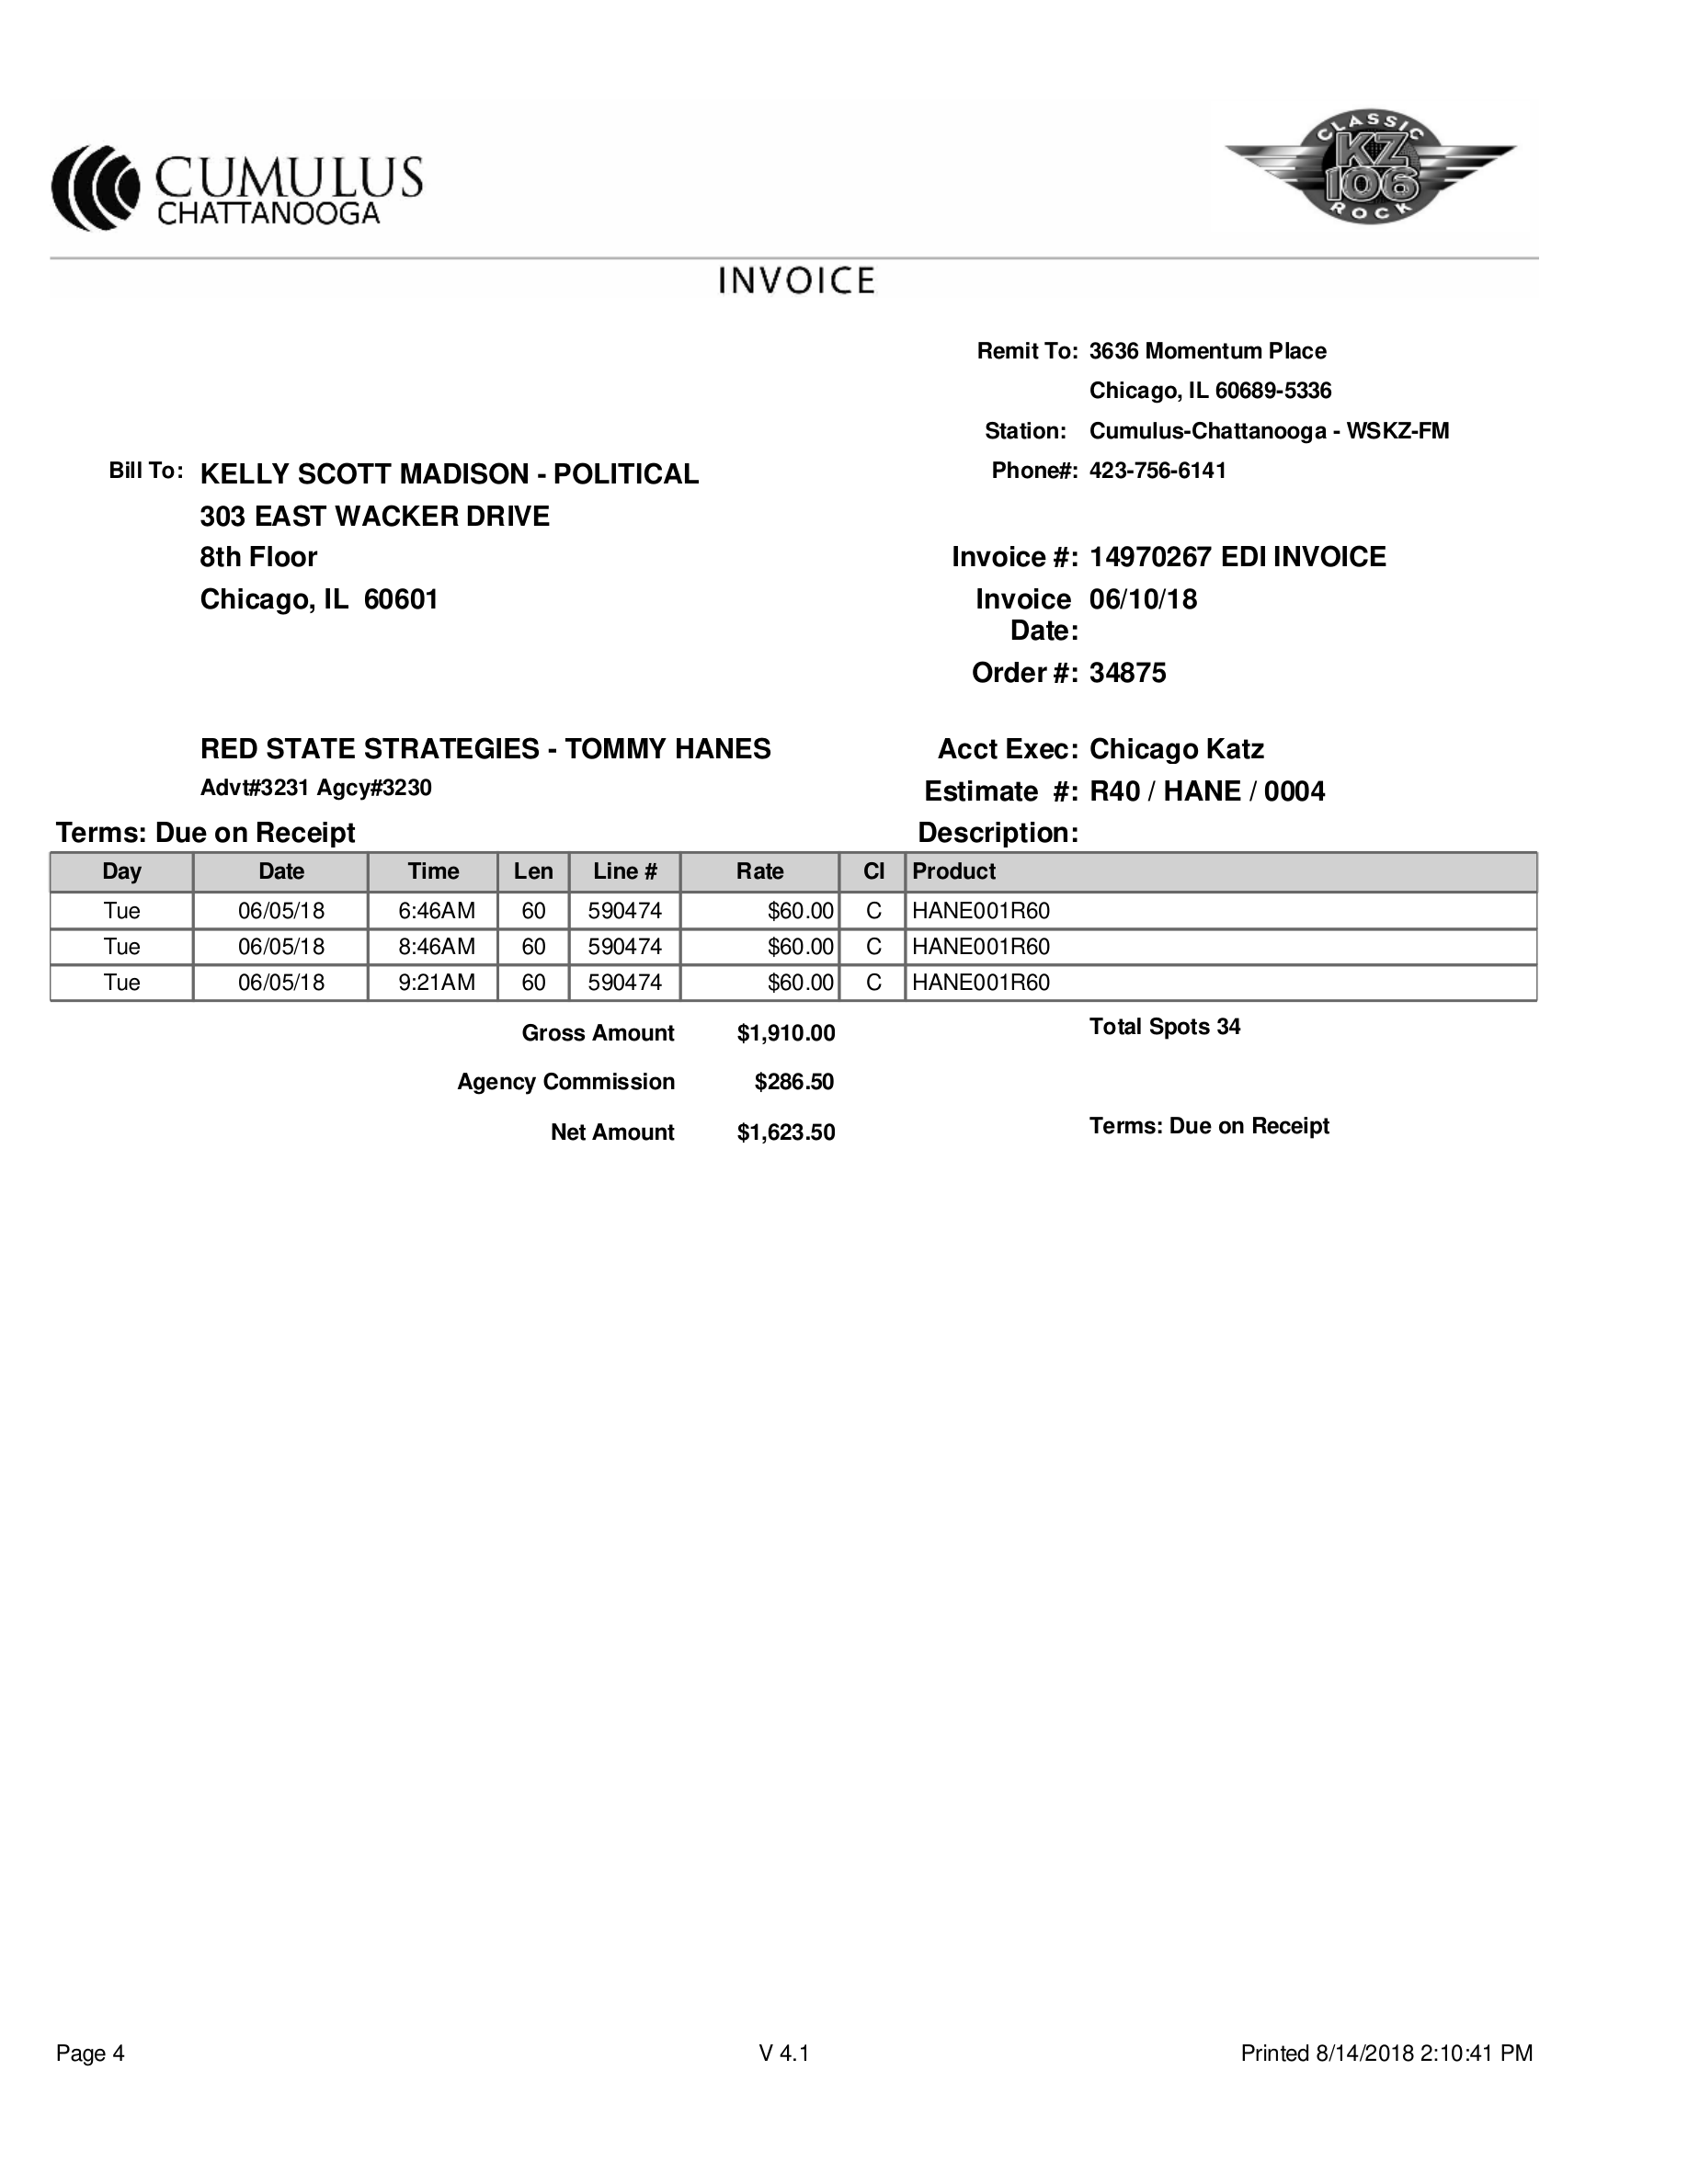 CUMULUS
CHATTANOOGA
CLASSIC
KZ
106
ROCK
INVOICE
Remit To: 3636 Momentum Place
Chicago, IL 60689-5336
Station: Cumulus-Chattanooga - WSKZ-FM
Bill To: KELLY SCOTT MADISON - POLITICAL Phone#: 423-756-6141
303 EAST WACKER DRIVE
8th Floor Invoice #: 14970267 EDI INVOICE
Chicago, IL 60601 Invoice 06/10/18
Date:
Order #: 34875
RED STATE STRATEGIES - TOMMY HANES Acct Exec: Chicago Katz
Advt#3231 Agcy#3230 Estimate #: R40 / HANE / 0004
Terms: Due on Receipt Description:
Day Date Time Len Line # Rate Cl Product
Tue 06/05/18 6:46AM 60 590474 $60.00 C HANE001R60
Tue 06/05/18 8:46AM 60 590474 $60.00 C HANE001R60
Tue 06/05/18 9:21AM 60 590474 $60.00 C HANE001R60
Gross Amount $1,910.00 Total Spots 34
Agency Commission $286.50
Net Amount $1,623.50 Terms: Due on Receipt
Page 4 V 4.1 Printed 8/14/2018 2:10:41 PM